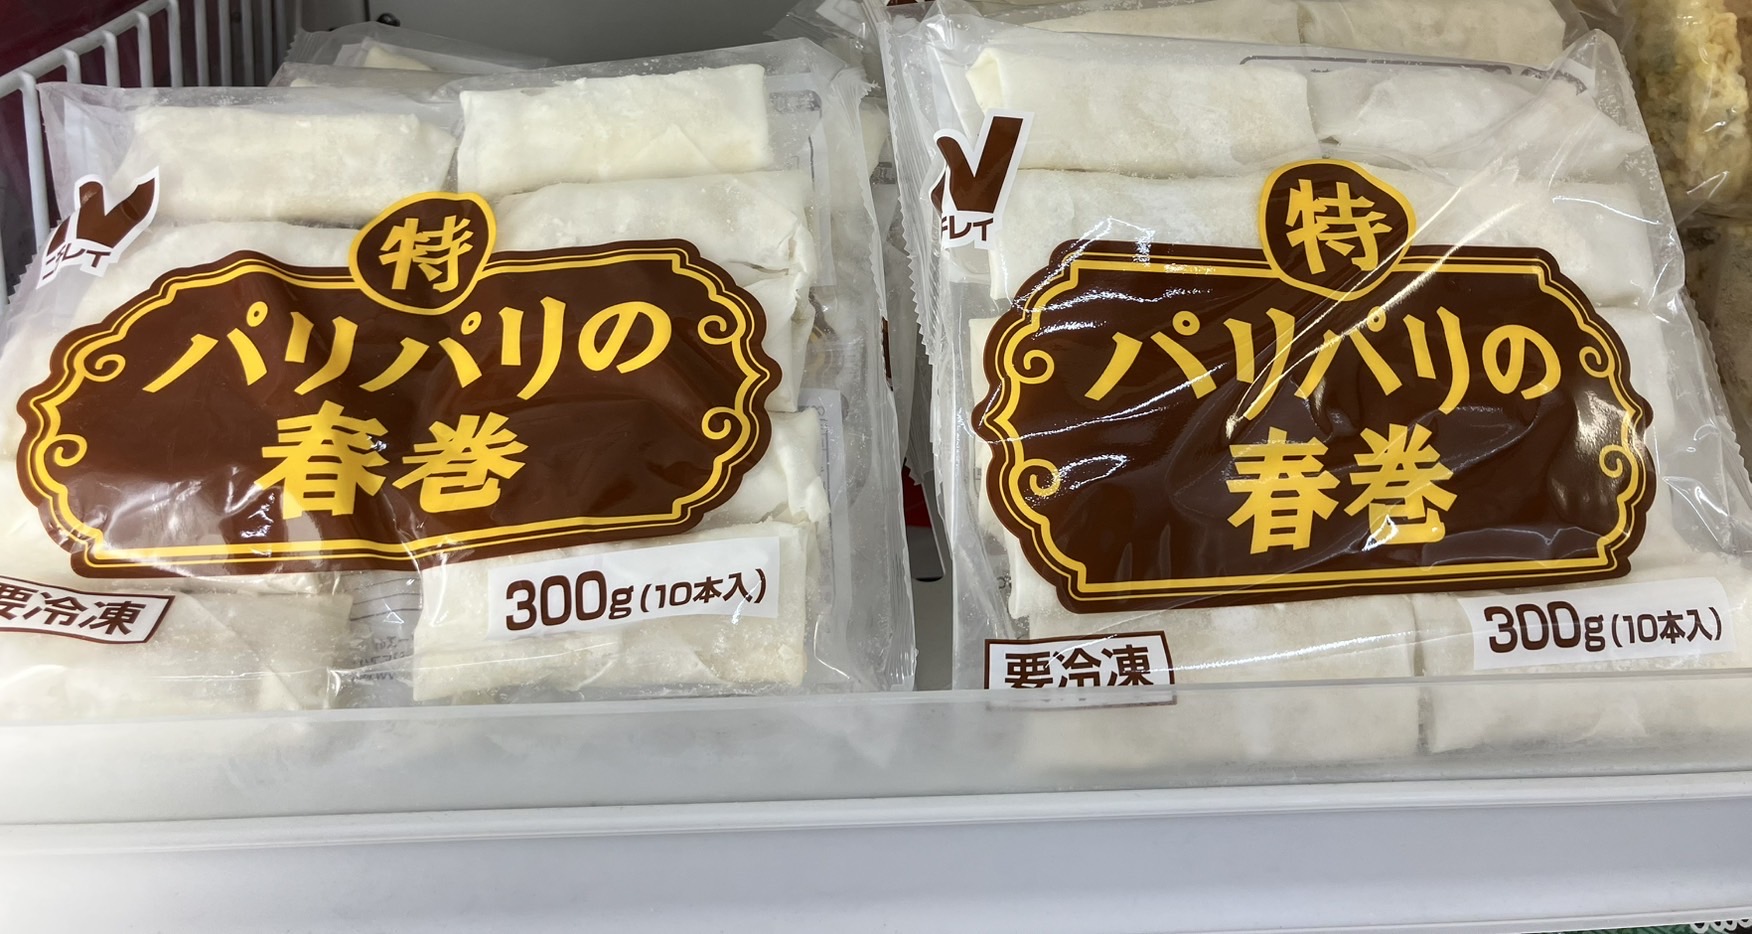 ニチレイ
特
パリパリの
春巻
300g(10本入)
要冷凍
ニチレイ
特
パリパリの
春巻
300g(10本入)
要冷凍